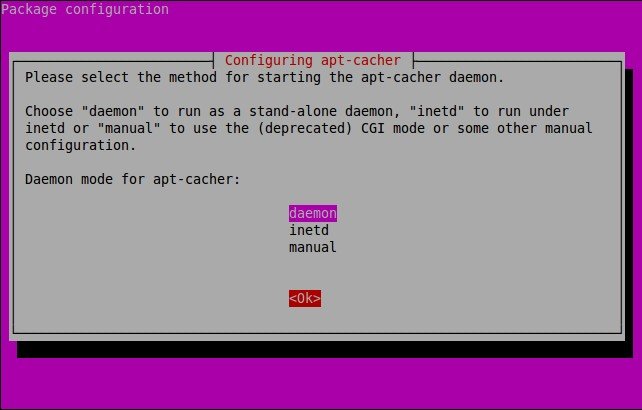 Package configuration
Configuring apt-cacher
Please select the method for starting the apt-cacher daemon.
Choose "daemon" to run as a stand-alone daemon, "inetd" to run under
inetd or "manual" to use the (deprecated) CGI mode or some other manual
configuration.
Daemon mode for apt-cacher:
daemon
inetd
manual
<Ok>